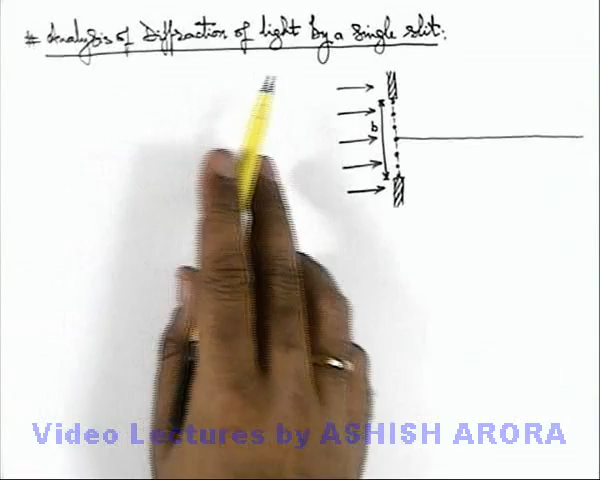 # Analysis of Diffraction of light by a single slit:
b
Video Lectures by ASHISH ARORA